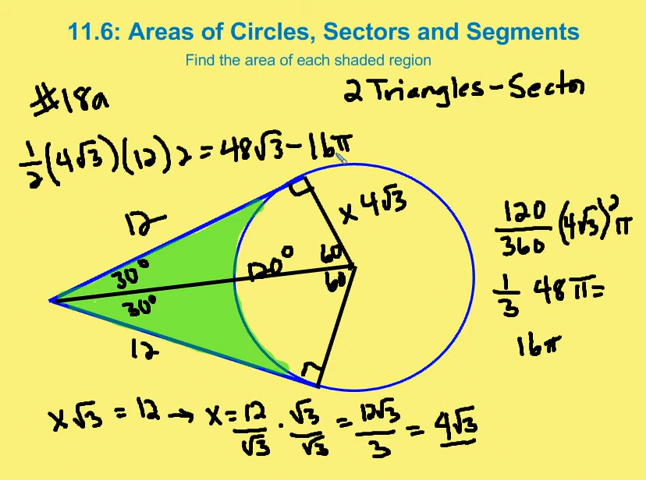 11.6: Areas of Circles, Sectors and Segments
Find the area of each shaded region
#18a
2 Triangles - Sector
1/2 (4√3)(12) 2 = 48√3 - 16π
12
x 4√3
120/360 (4√3)² π
60
30°
120°
60
30°
1/3 48π =
12
16π
x√3 = 12 → x = 12/√3 · √3/√3 = 12√3/3 = 4√3